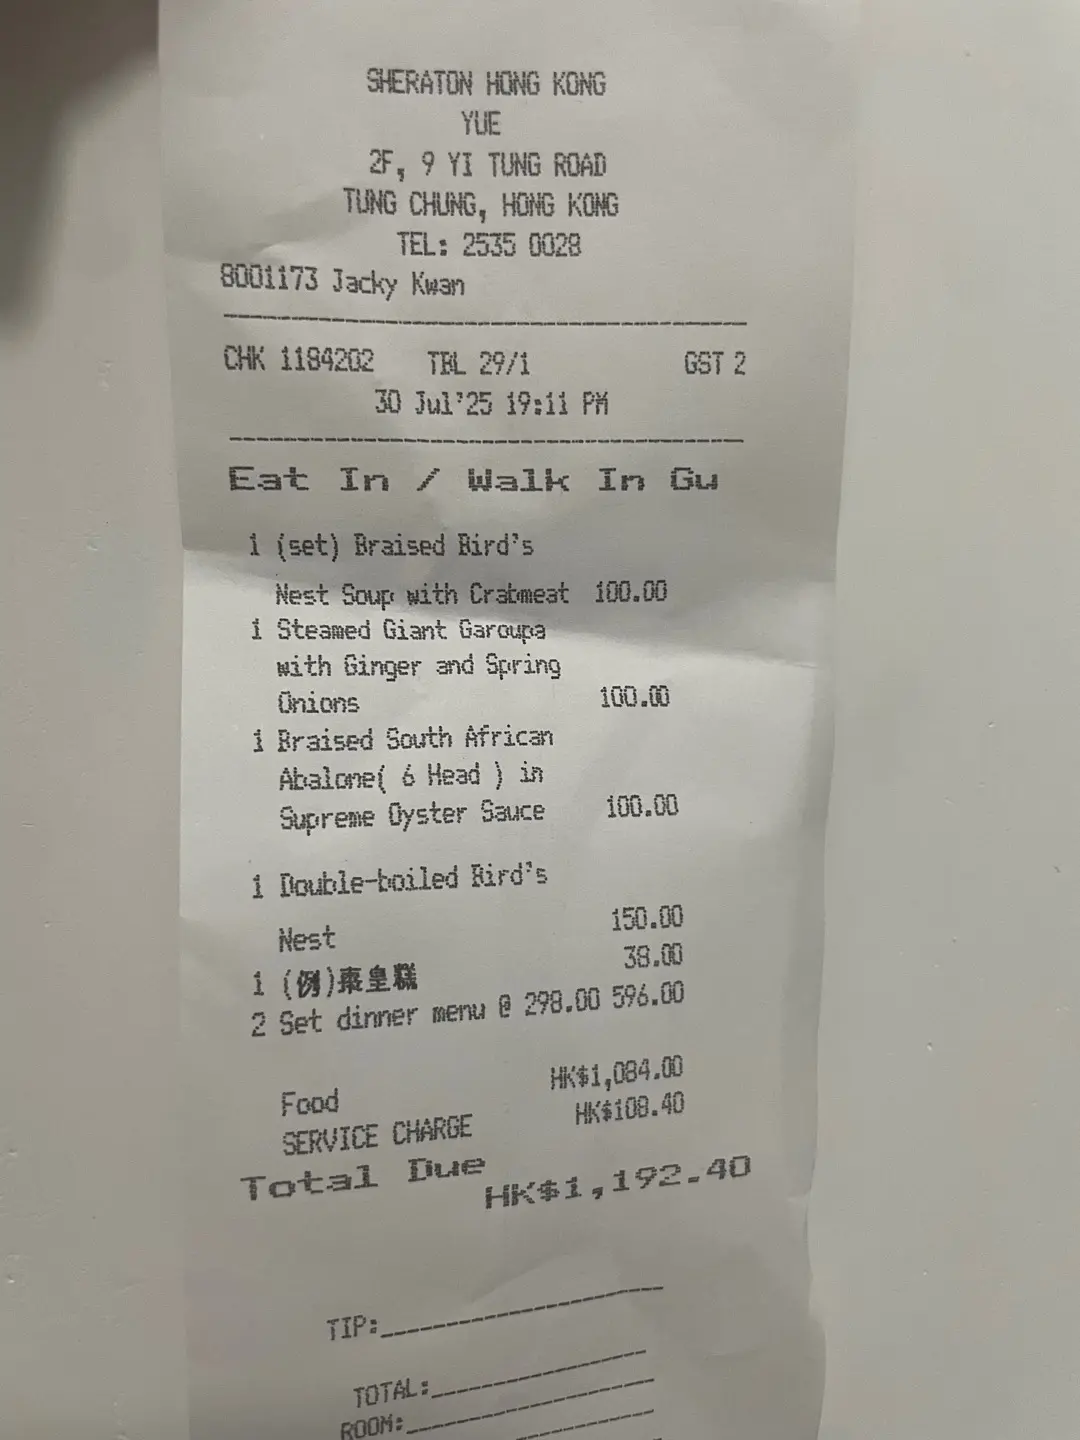 SHERATON HONG KONG
YUE
2F, 9 YI TUNG ROAD
TUNG CHUNG, HONG KONG
TEL: 2535 0028
8001173 Jacky Kwan
CHK 1184202 TBL 29/1 GST 2
30 Jul'25 19:11 PM
Eat In / Walk In Gu
1 (set) Braised Bird's
Nest Soup with Crabmeat 100.00
1 Steamed Giant Garoupa
with Ginger and Spring
Onions 100.00
1 Braised South African
Abalone( 6 Head ) in
Supreme Oyster Sauce 100.00
1 Double-boiled Bird's
Nest 150.00
1 (例)棗皇糕 38.00
2 Set dinner menu @ 298.00 596.00
Food HK$1,084.00
SERVICE CHARGE HK$108.40
Total Due HK$1,192.40
TIP:
TOTAL:
ROOM: